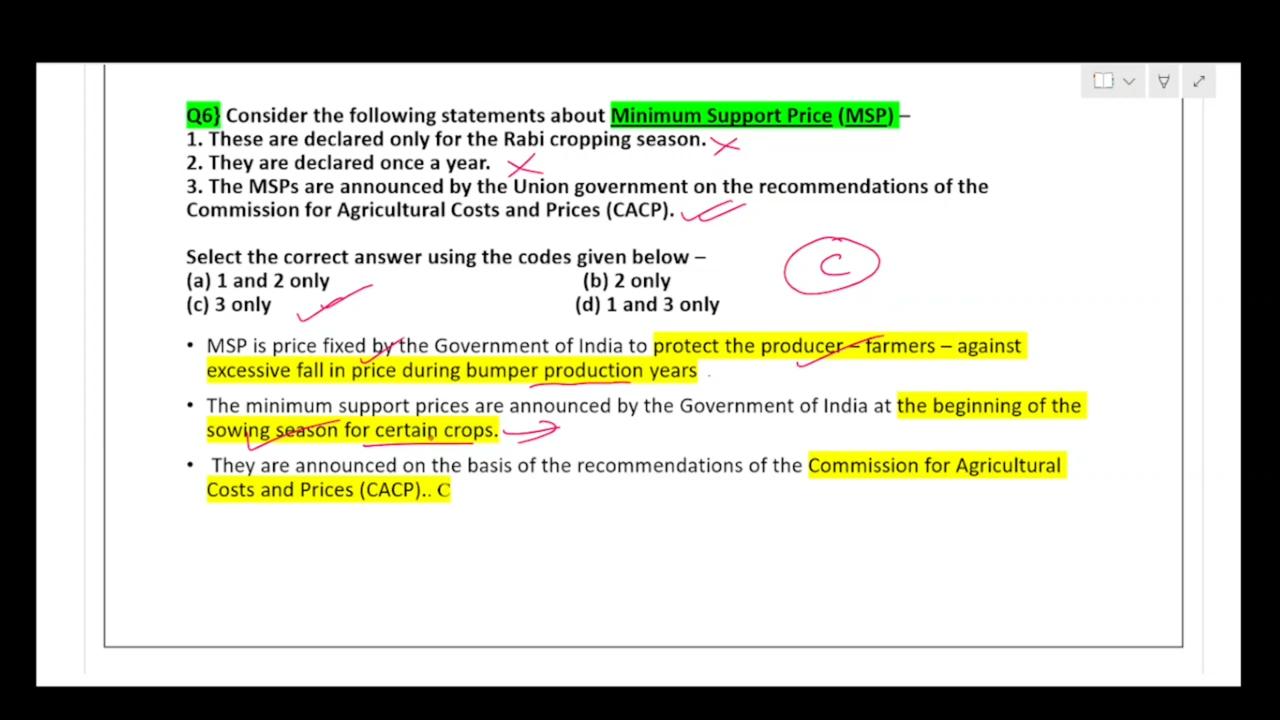 Q6} Consider the following statements about Minimum Support Price (MSP) –
1. These are declared only for the Rabi cropping season.
2. They are declared once a year.
3. The MSPs are announced by the Union government on the recommendations of the
Commission for Agricultural Costs and Prices (CACP).
C
Select the correct answer using the codes given below –
(a) 1 and 2 only (b) 2 only
(c) 3 only (d) 1 and 3 only
• MSP is price fixed by the Government of India to protect the producer – farmers – against
excessive fall in price during bumper production years
• The minimum support prices are announced by the Government of India at the beginning of the
sowing season for certain crops.
• They are announced on the basis of the recommendations of the Commission for Agricultural
Costs and Prices (CACP).. C